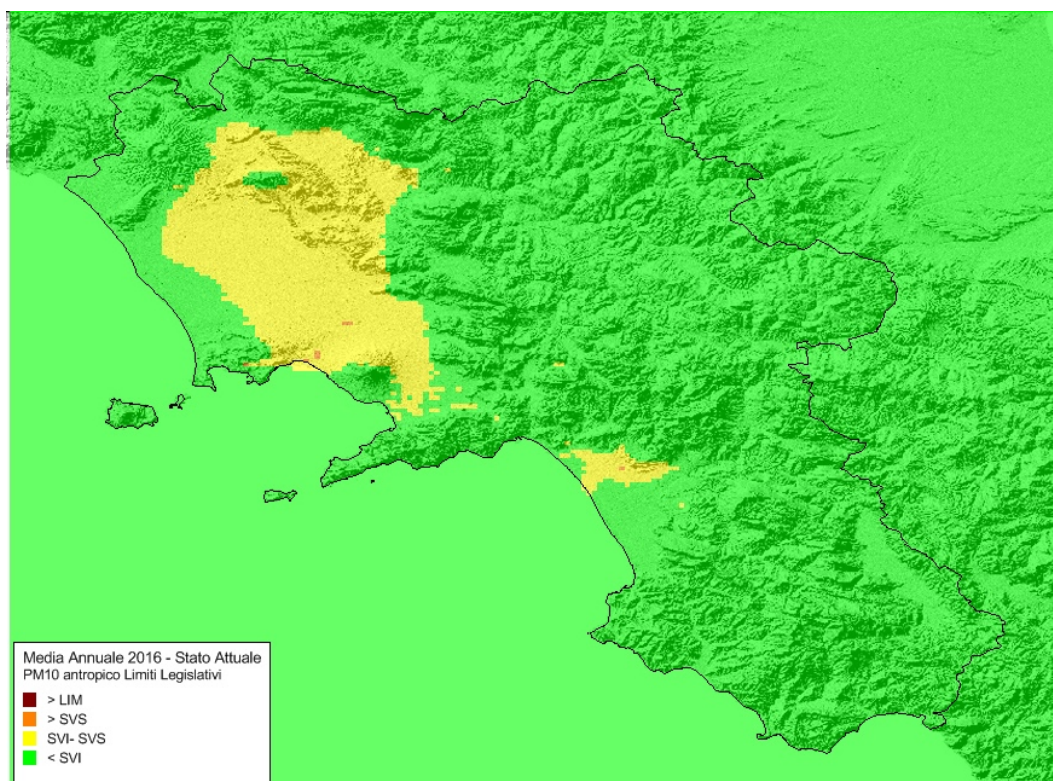 Media Annuale 2016 - Stato Attuale
PM10 antropico Limiti Legislativi
> LIM
> SVS
SVI- SVS
< SVI